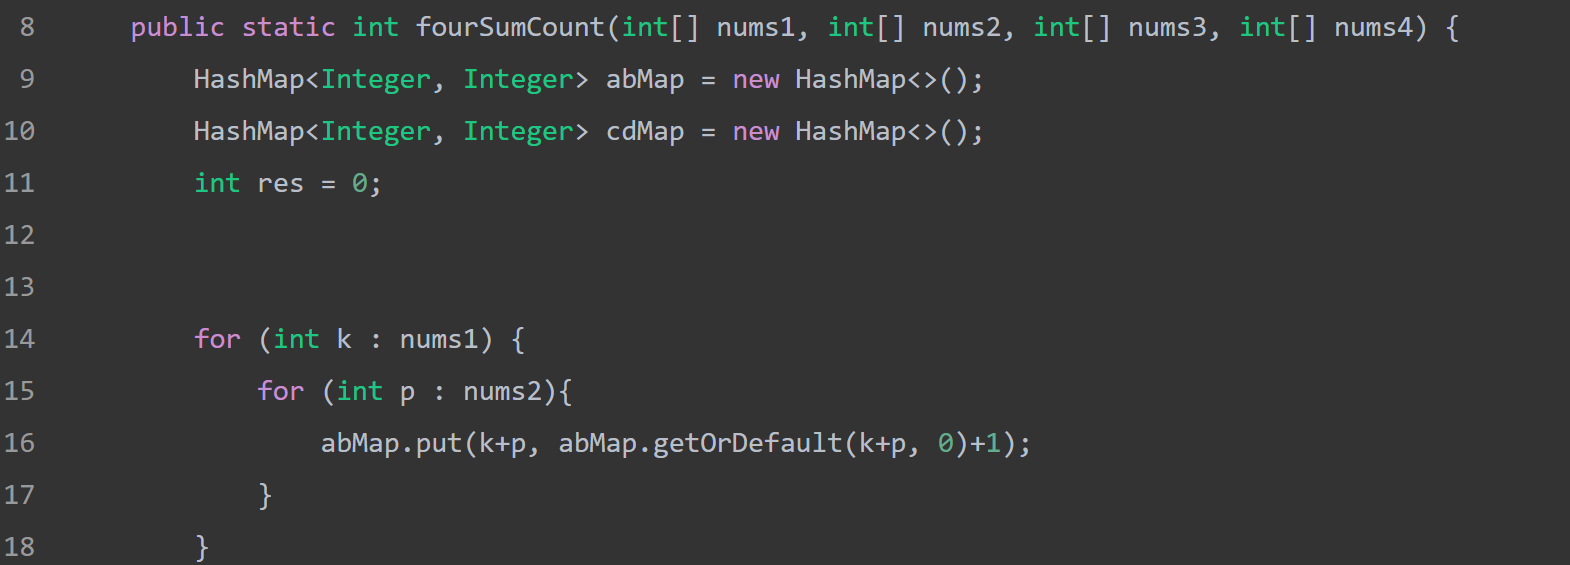 8 public static int fourSumCount(int[] nums1, int[] nums2, int[] nums3, int[] nums4) {
9 HashMap<Integer, Integer> abMap = new HashMap<>();
10 HashMap<Integer, Integer> cdMap = new HashMap<>();
11 int res = 0;
12
13
14 for (int k : nums1) {
15 for (int p : nums2){
16 abMap.put(k+p, abMap.getOrDefault(k+p, 0)+1);
17 }
18 }